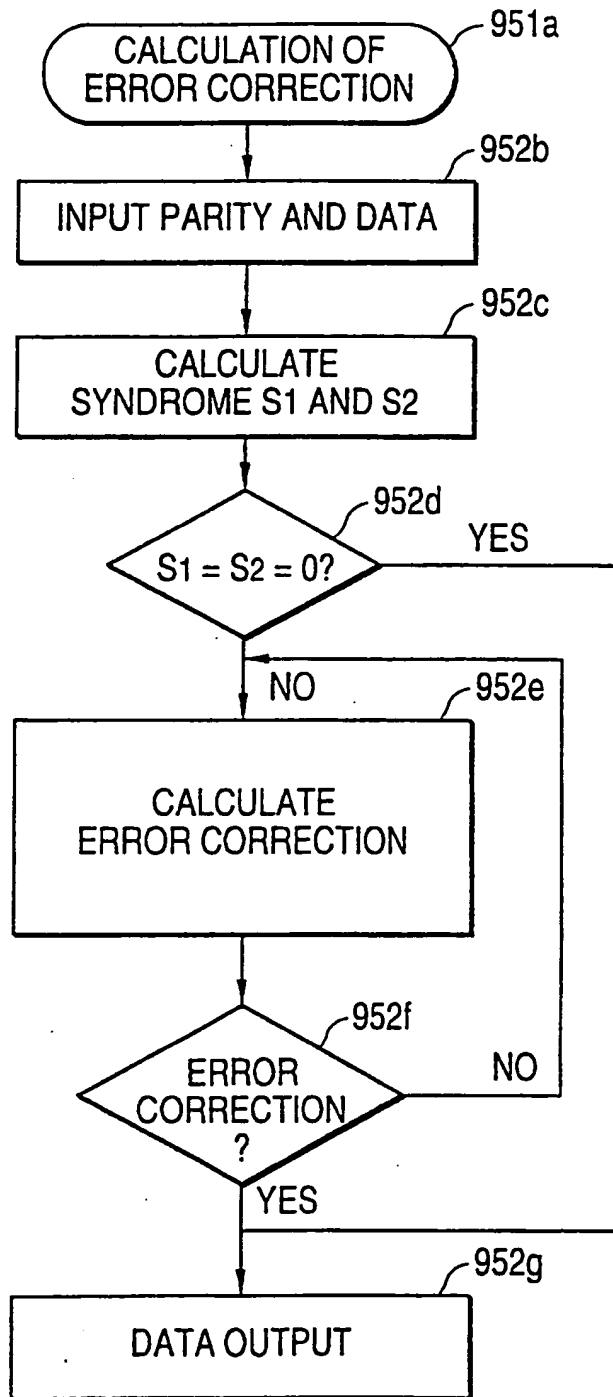 CALCULATION OF
ERROR CORRECTION
951a
952b
INPUT PARITY AND DATA
952c
CALCULATE
SYNDROME S1 AND S2
952d
S1 = S2 = 0?
YES
NO
952e
CALCULATE
ERROR CORRECTION
952f
ERROR
CORRECTION
?
NO
YES
952g
DATA OUTPUT